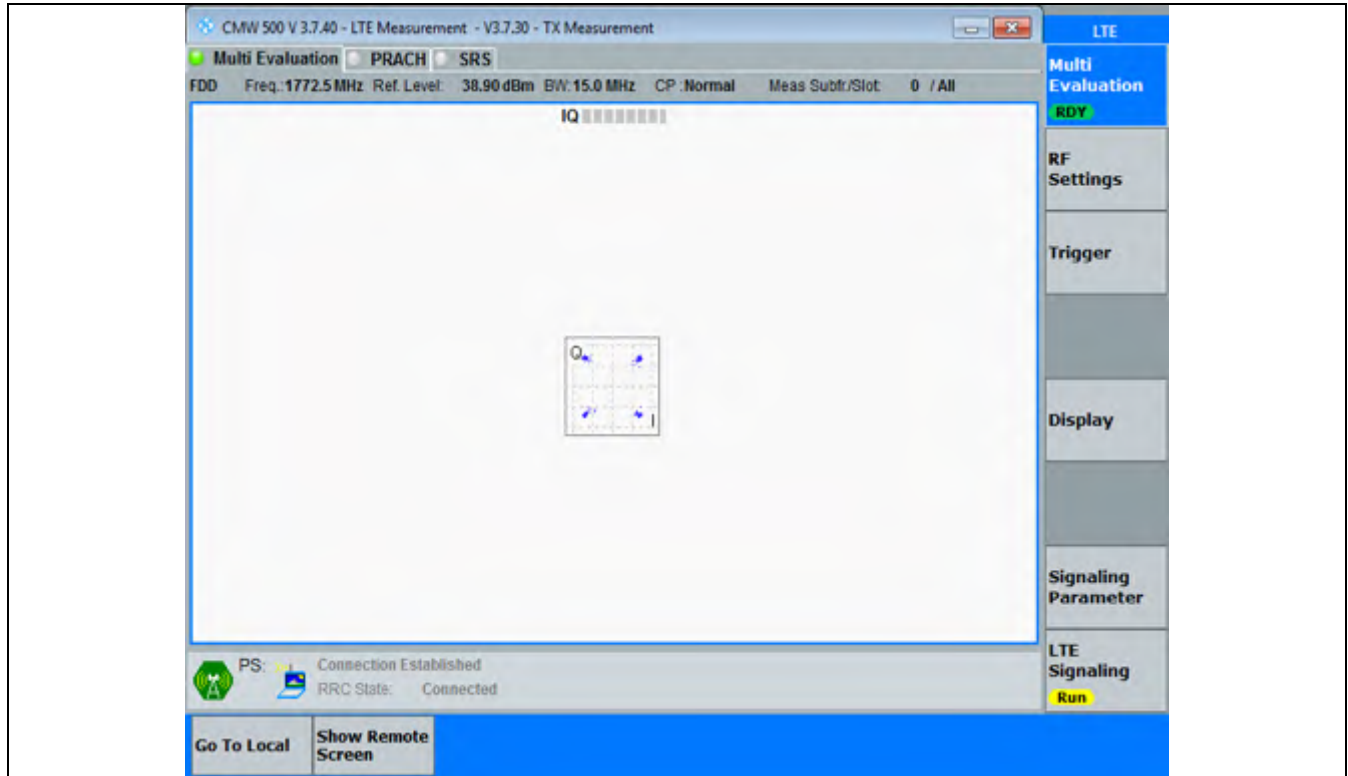 CMW 500 V 3.7.40 - LTE Measurement - V3.7.30 - TX Measurement
LTE
Multi Evaluation PRACH SRS
FDD Freq.:1772.5 MHz Ref. Level: 38.90 dBm BW:15.0 MHz CP :Normal Meas Subfr./Slot: 0 / All
IQ
Q
I
Multi
Evaluation
RDY
RF
Settings
Trigger
Display
Signaling
Parameter
LTE
Signaling
Run
PS: Connection Established
RRC State: Connected
Go To Local
Show Remote
Screen